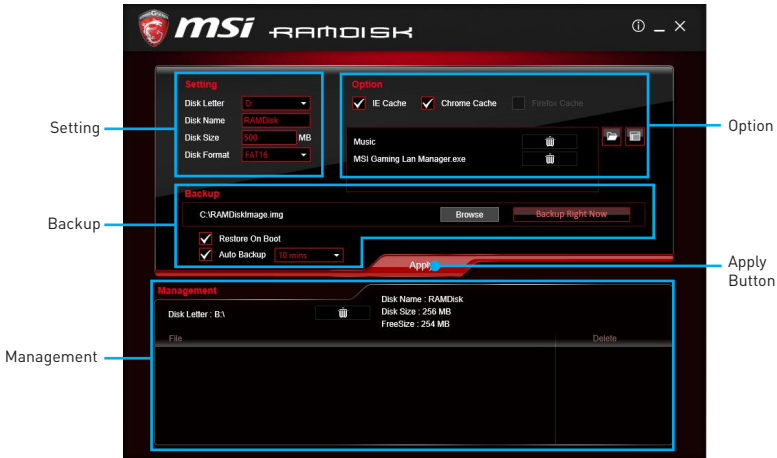 msi RAMDISK
Setting
Disk Letter D:
Disk Name RAMDisk
Disk Size 500 MB
Disk Format FAT16
Option
IE Cache Chrome Cache Firefox Cache
Music
MSI Gaming Lan Manager.exe
Backup
C:\RAMDiskImage.img Browse Backup Right Now
Restore On Boot
Auto Backup 10 mins
Apply
Management
Disk Letter : B:\
Disk Name : RAMDisk
Disk Size : 256 MB
FreeSize : 254 MB
File Delete
Setting
Backup
Management
Option
Apply
Button